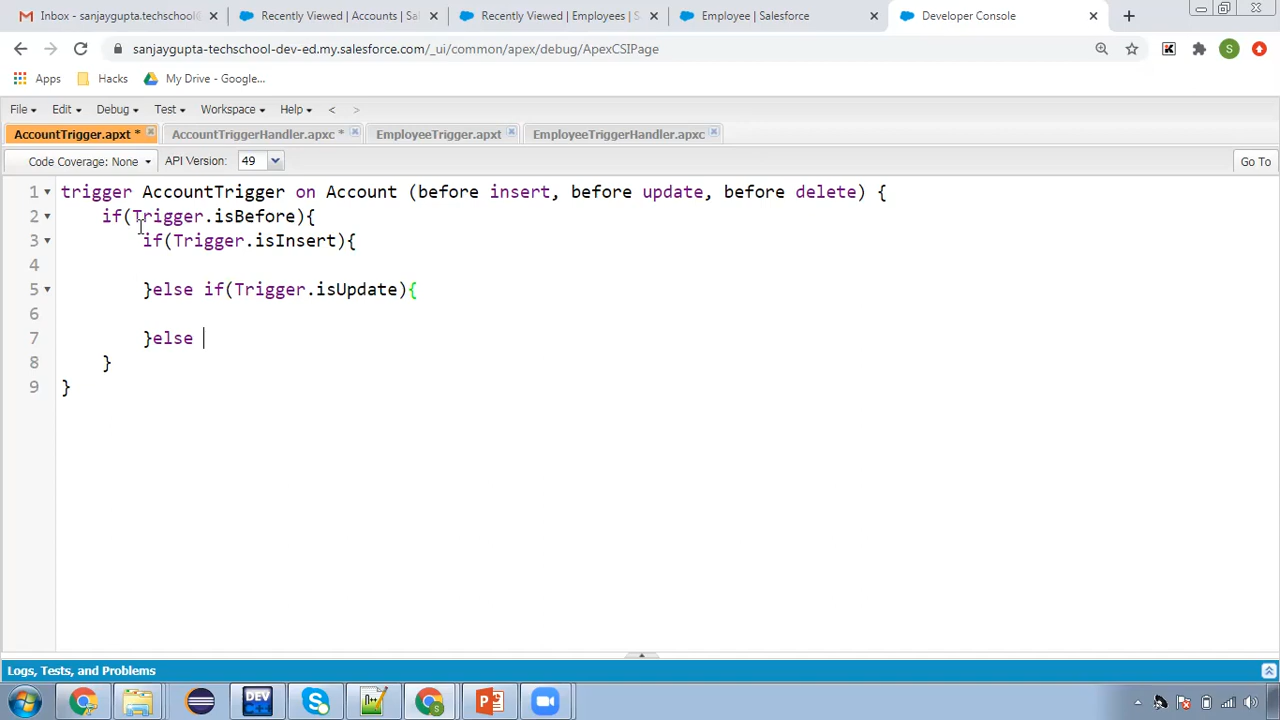 Inbox - sanjaygupta.techschool@
Recently Viewed | Accounts | Sal
Recently Viewed | Employees | S
Employee | Salesforce
Developer Console
sanjaygupta-techschool-dev-ed.my.salesforce.com/_ui/common/apex/debug/ApexCSIPage
S
Apps
Hacks
My Drive - Google...
File
Edit
Debug
Test
Workspace
Help
<
>
AccountTrigger.apxt *
AccountTriggerHandler.apxc *
EmployeeTrigger.apxt
EmployeeTriggerHandler.apxc
Code Coverage: None
API Version:
49
Go To
1 trigger AccountTrigger on Account (before insert, before update, before delete) {
2 if(Trigger.isBefore){
3 if(Trigger.isInsert){
4
5 }else if(Trigger.isUpdate){
6
7 }else
8 }
9 }
Logs, Tests, and Problems
DEV
C++
S